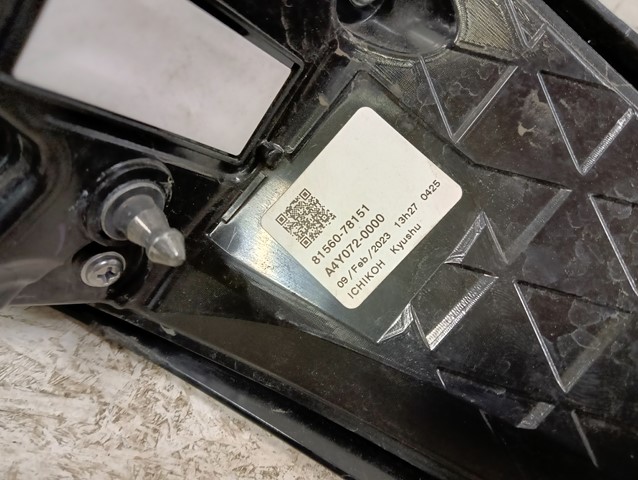 81560-78151
A4Y072-0000
09/Feb/2023 13h27 0425
ICHIKOH Kyushu